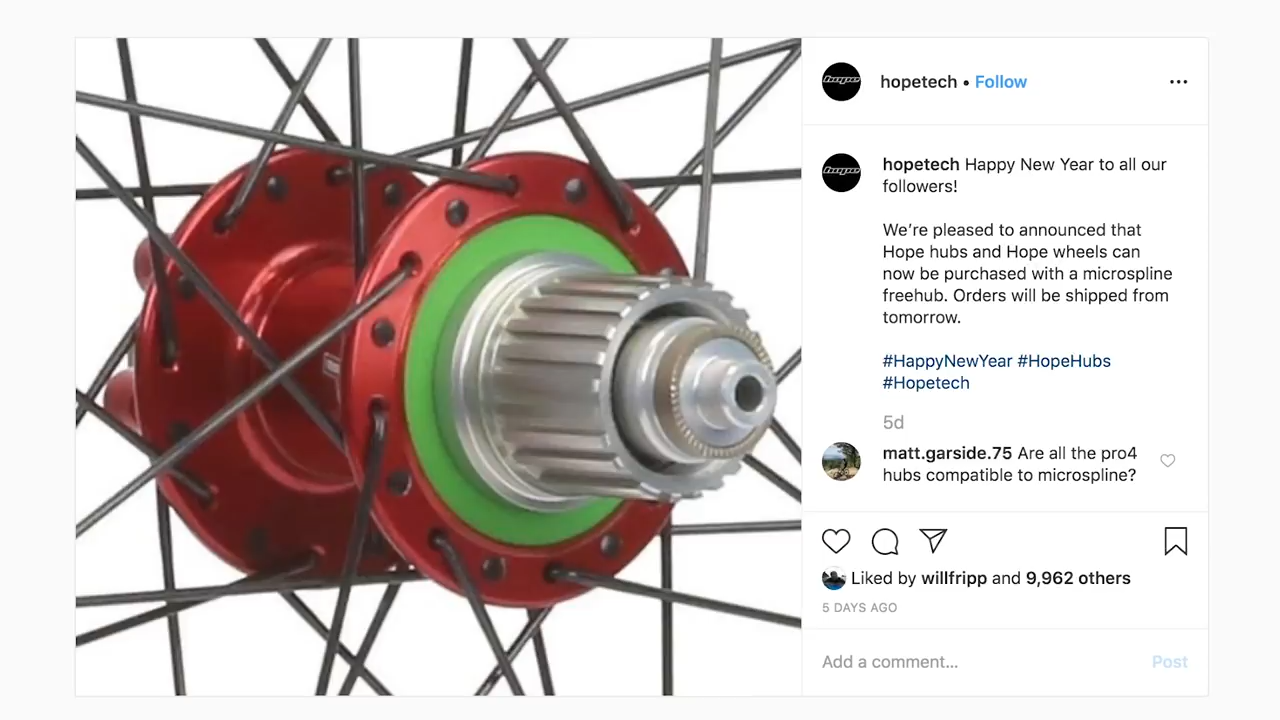 hope
hopetech • Follow
hope
hopetech Happy New Year to all our
followers!
We’re pleased to announced that
Hope hubs and Hope wheels can
now be purchased with a microspline
freehub. Orders will be shipped from
tomorrow.
#HappyNewYear #HopeHubs
#Hopetech
5d
matt.garside.75 Are all the pro4
hubs compatible to microspline?
Liked by willfripp and 9,962 others
5 DAYS AGO
Add a comment...
Post